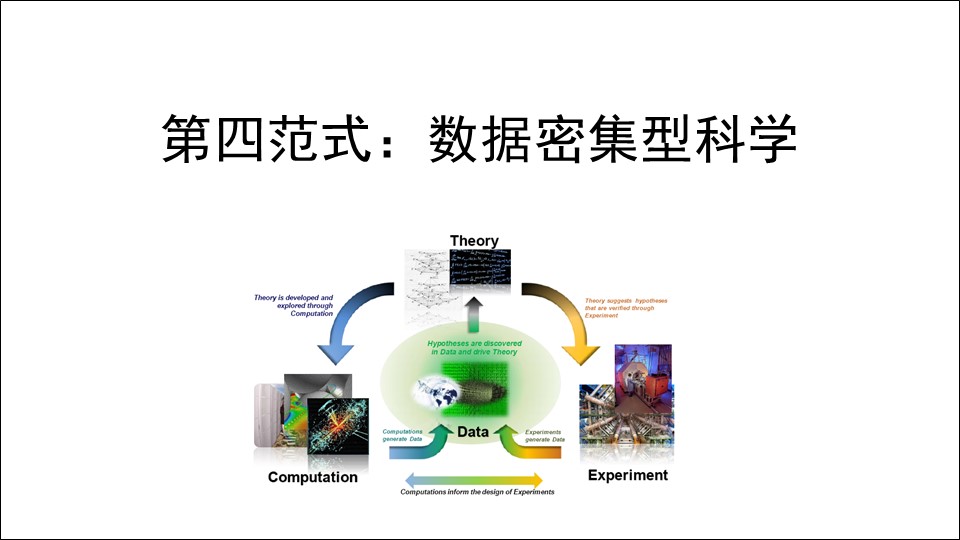 第四范式：数据密集型科学
Theory
Theory is developed and
explored through
Computation
Theory suggests hypotheses
that are verified through
Experiment
Hypotheses are discovered
in Data and drive Theory
Computations
generate Data
Data
Experiments
generate Data
Computation
Experiment
Computations inform the design of Experiments